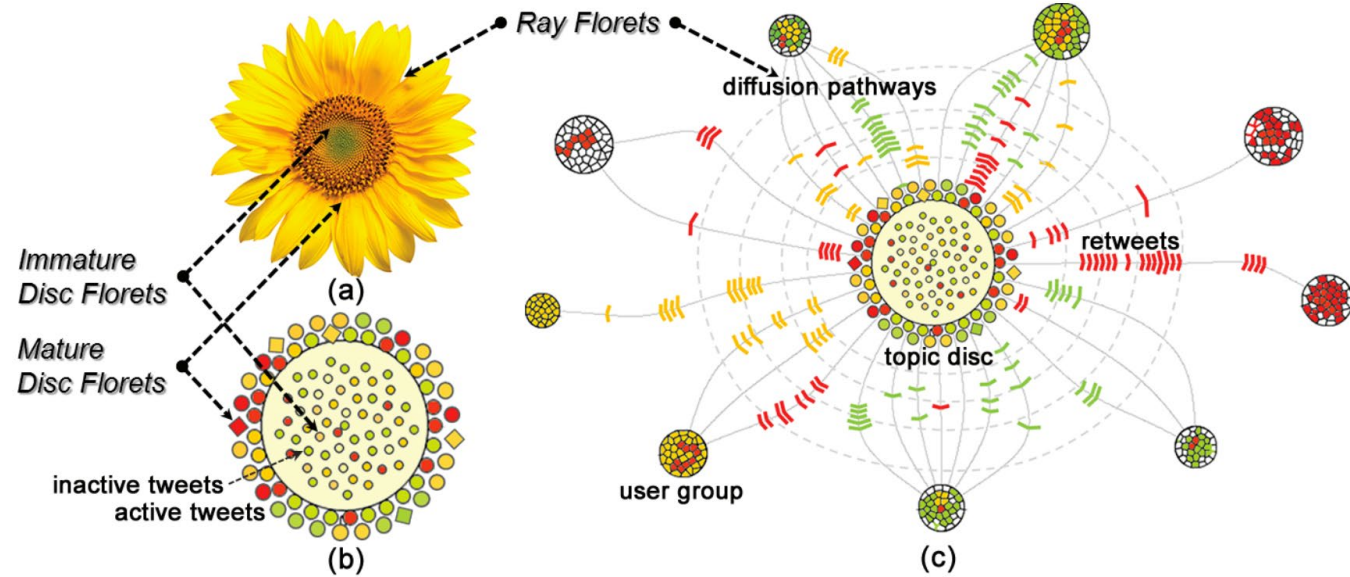 Ray Florets
diffusion pathways
Immature
Disc Florets
(a)
Mature
Disc Florets
inactive tweets
active tweets
(b)
retweets
topic disc
user group
(c)